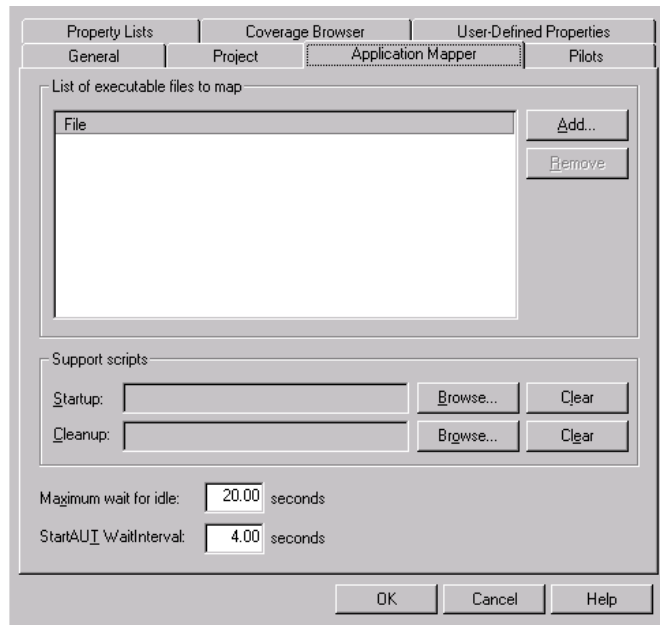 Property Lists Coverage Browser User-Defined Properties
General Project Application Mapper Pilots
List of executable files to map
File Add...
Remove
Support scripts
Startup: Browse... Clear
Cleanup: Browse... Clear
Maximum wait for idle: 20.00 seconds
StartAUT WaitInterval: 4.00 seconds
OK Cancel Help